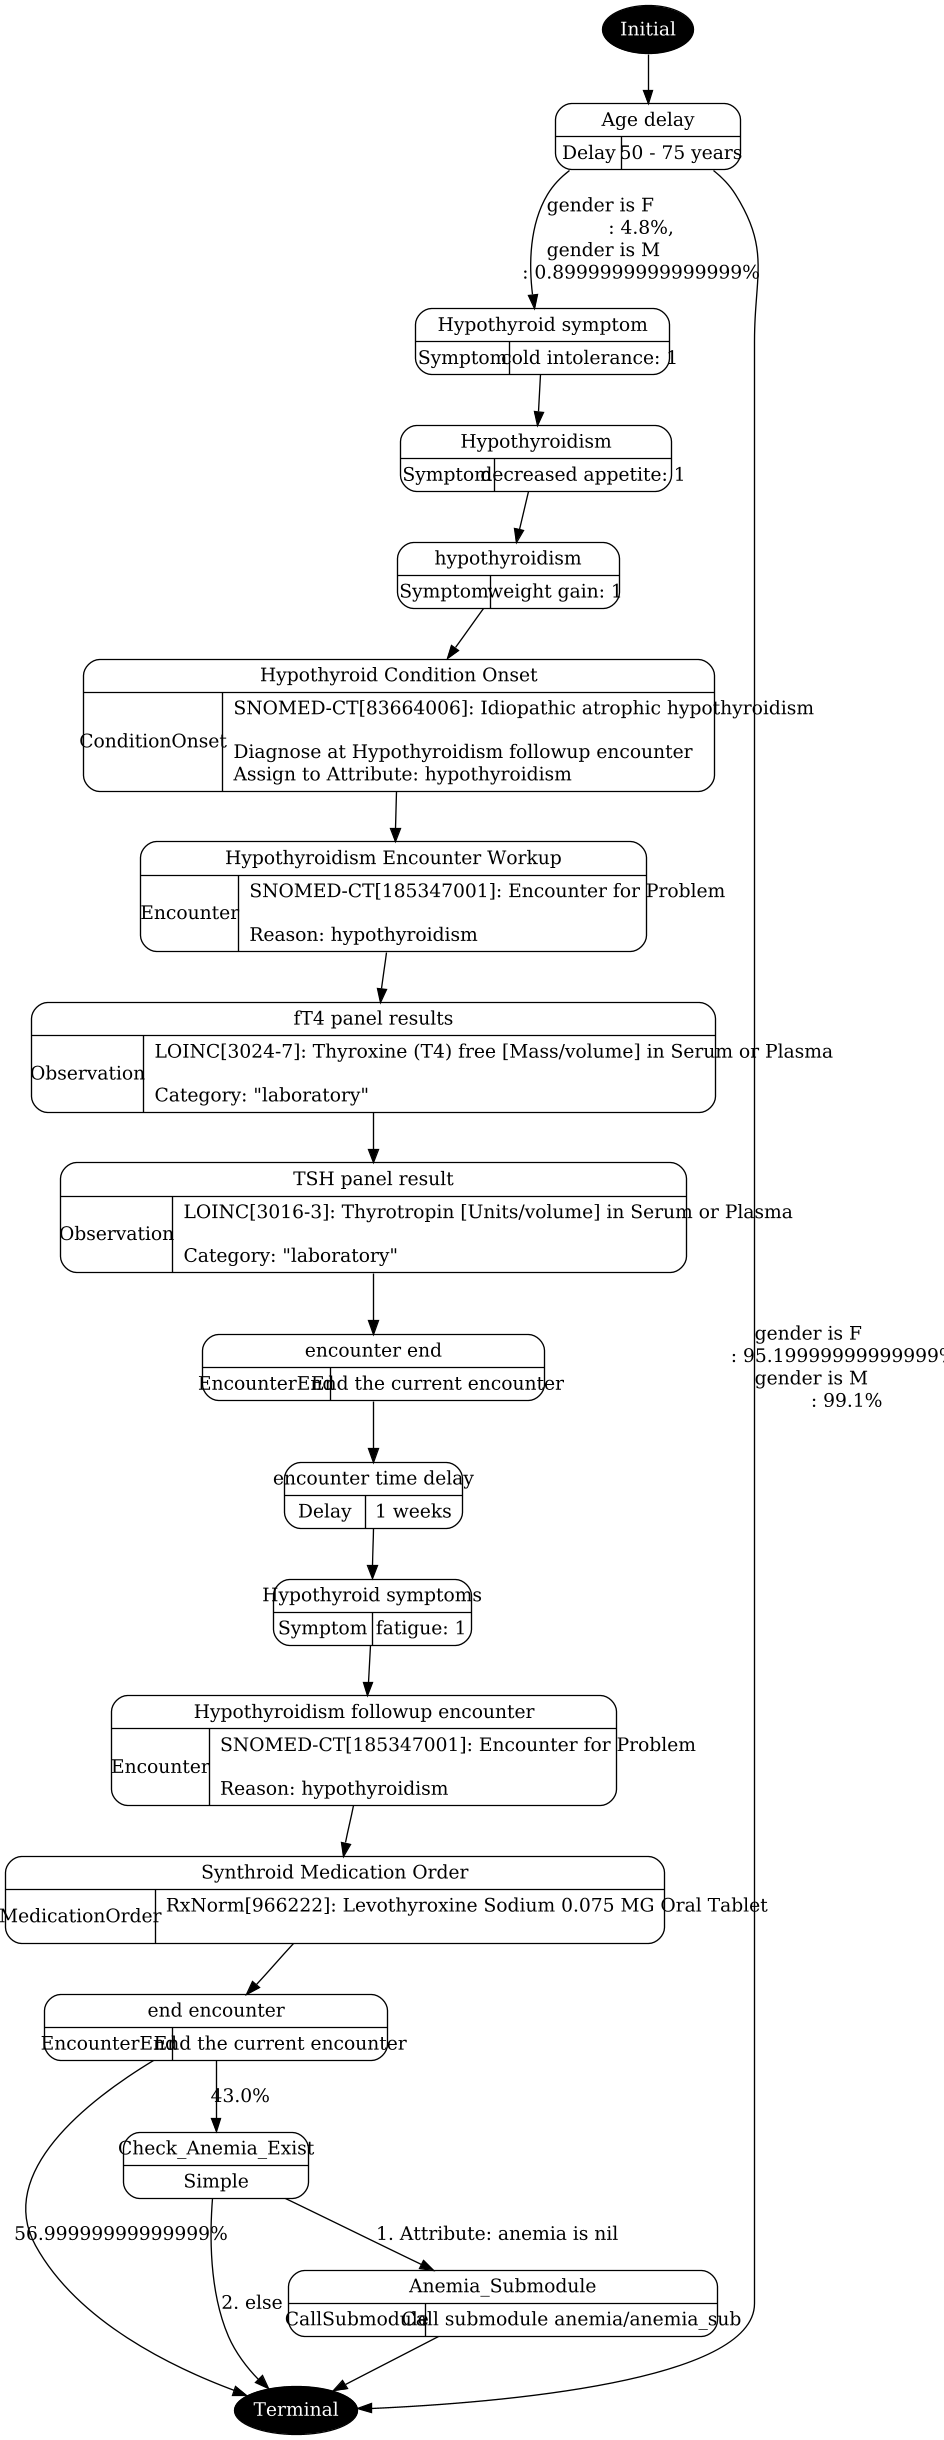 Initial
Age delay
Delay 50 - 75 years
gender is F
: 4.8%,
gender is M
: 0.8999999999999999%
Hypothyroid symptom
Symptom cold intolerance: 1
Hypothyroidism
Symptom decreased appetite: 1
hypothyroidism
Symptom weight gain: 1
Hypothyroid Condition Onset
SNOMED-CT[83664006]: Idiopathic atrophic hypothyroidism
ConditionOnset
Diagnose at Hypothyroidism followup encounter
Assign to Attribute: hypothyroidism
Hypothyroidism Encounter Workup
SNOMED-CT[185347001]: Encounter for Problem
Encounter
Reason: hypothyroidism
fT4 panel results
LOINC[3024-7]: Thyroxine (T4) free [Mass/volume] in Serum or Plasma
Observation
Category: "laboratory"
TSH panel result
LOINC[3016-3]: Thyrotropin [Units/volume] in Serum or Plasma
Observation
Category: "laboratory"
gender is F
: 95.19999999999999%
gender is M
: 99.1%
encounter end
EncounterEnd End the current encounter
encounter time delay
Delay 1 weeks
Hypothyroid symptoms
Symptom fatigue: 1
Hypothyroidism followup encounter
SNOMED-CT[185347001]: Encounter for Problem
Encounter
Reason: hypothyroidism
Synthroid Medication Order
RxNorm[966222]: Levothyroxine Sodium 0.075 MG Oral Tablet
MedicationOrder
end encounter
EncounterEnd End the current encounter
43.0%
Check_Anemia_Exist
Simple
56.99999999999999%
1. Attribute: anemia is nil
Anemia_Submodule
2. else
CallSubmodule Call submodule anemia/anemia_sub
Terminal